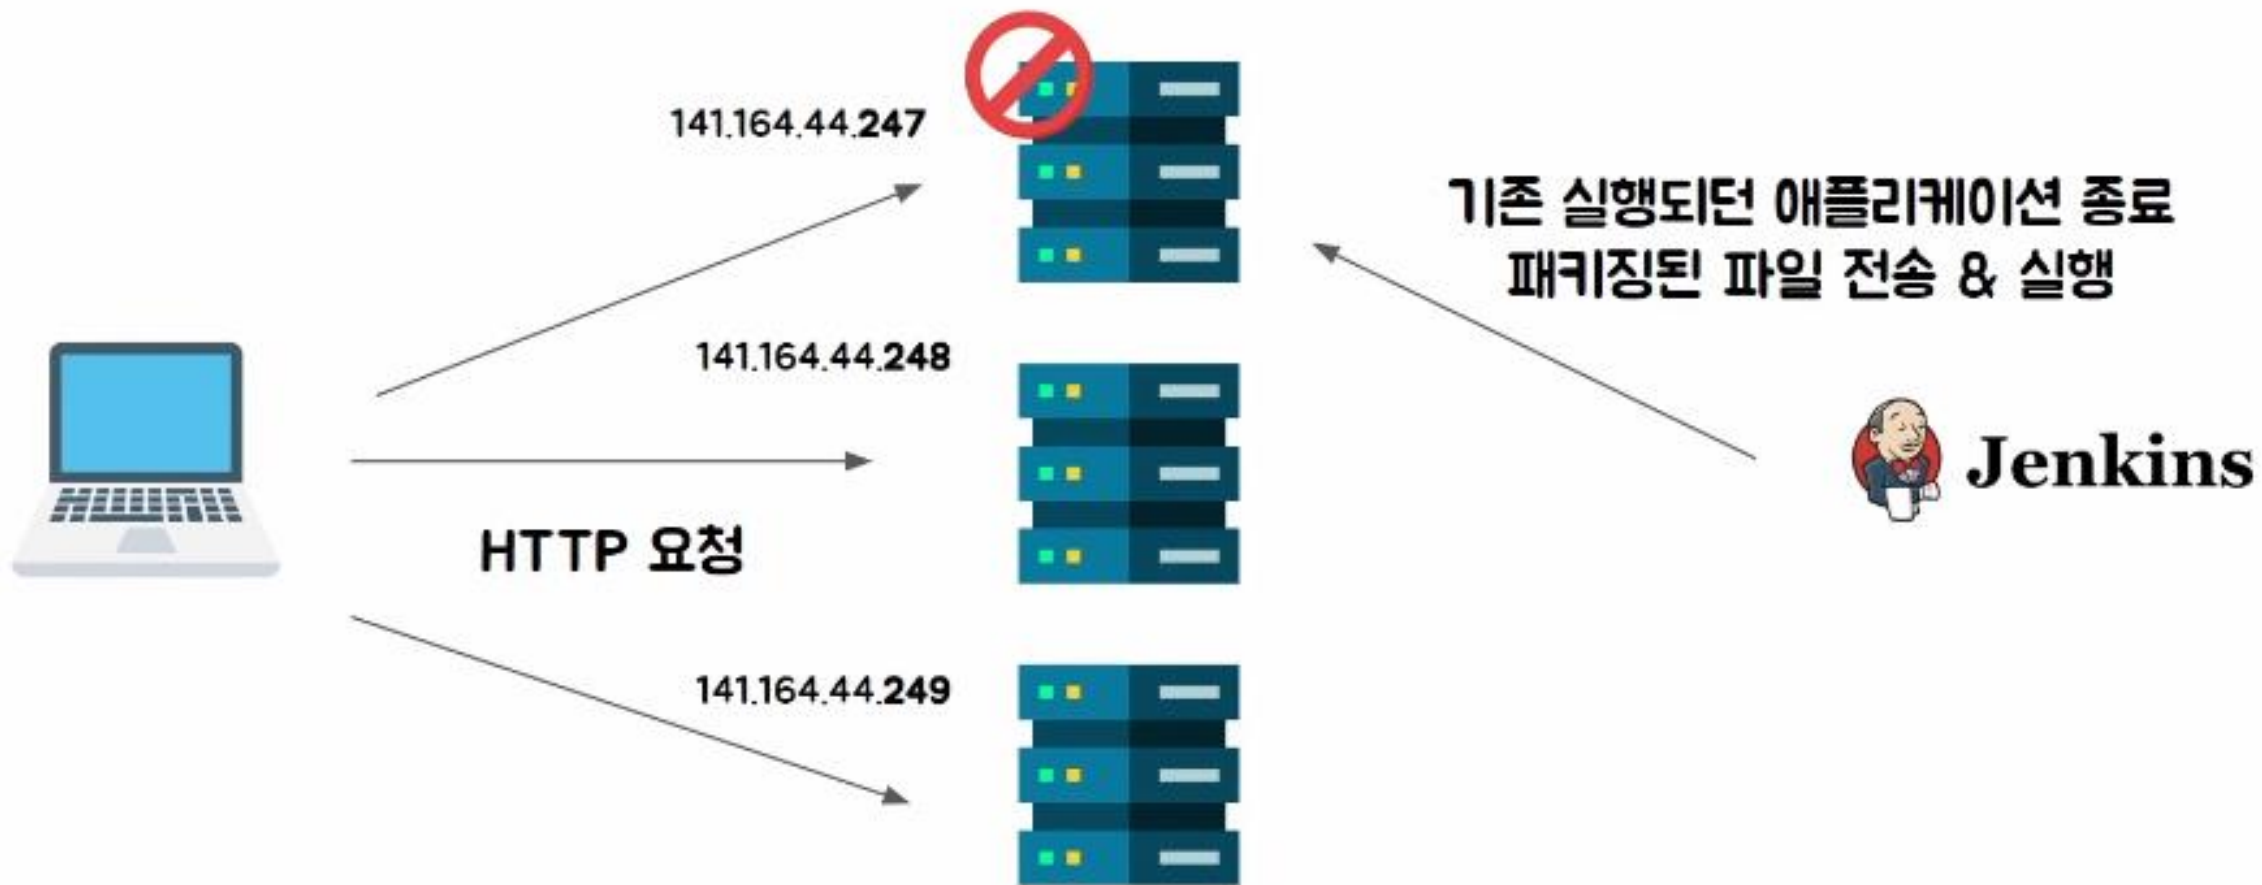 141.164.44.247
기존 실행되던 애플리케이션 종료
패키징된 파일 전송 & 실행
141.164.44.248
Jenkins
HTTP 요청
141.164.44.249